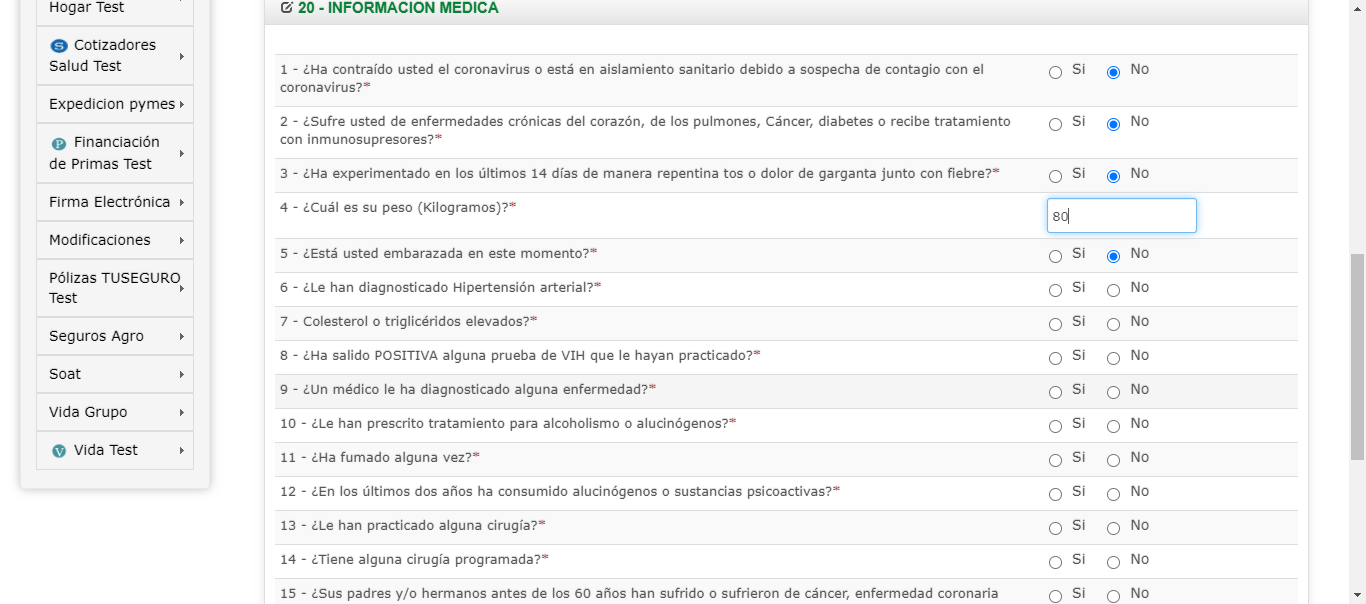 Hogar Test
Cotizadores
Salud Test
Expedicion pymes
Financiación
de Primas Test
Firma Electrónica
Modificaciones
Pólizas TUSEGURO
Test
Seguros Agro
Soat
Vida Grupo
Vida Test
20 - INFORMACION MEDICA
1 - ¿Ha contraído usted el coronavirus o está en aislamiento sanitario debido a sospecha de contagio con el
coronavirus?* Si No
2 - ¿Sufre usted de enfermedades crónicas del corazón, de los pulmones, Cáncer, diabetes o recibe tratamiento
con inmunosupresores?* Si No
3 - ¿Ha experimentado en los últimos 14 días de manera repentina tos o dolor de garganta junto con fiebre?* Si No
4 - ¿Cuál es su peso (Kilogramos)?* 80
5 - ¿Está usted embarazada en este momento?* Si No
6 - ¿Le han diagnosticado Hipertensión arterial?* Si No
7 - Colesterol o triglicéridos elevados?* Si No
8 - ¿Ha salido POSITIVA alguna prueba de VIH que le hayan practicado?* Si No
9 - ¿Un médico le ha diagnosticado alguna enfermedad?* Si No
10 - ¿Le han prescrito tratamiento para alcoholismo o alucinógenos?* Si No
11 - ¿Ha fumado alguna vez?* Si No
12 - ¿En los últimos dos años ha consumido alucinógenos o sustancias psicoactivas?* Si No
13 - ¿Le han practicado alguna cirugía?* Si No
14 - ¿Tiene alguna cirugía programada?* Si No
15 - ¿Sus padres y/o hermanos antes de los 60 años han sufrido o sufrieron de cáncer, enfermedad coronaria Si No